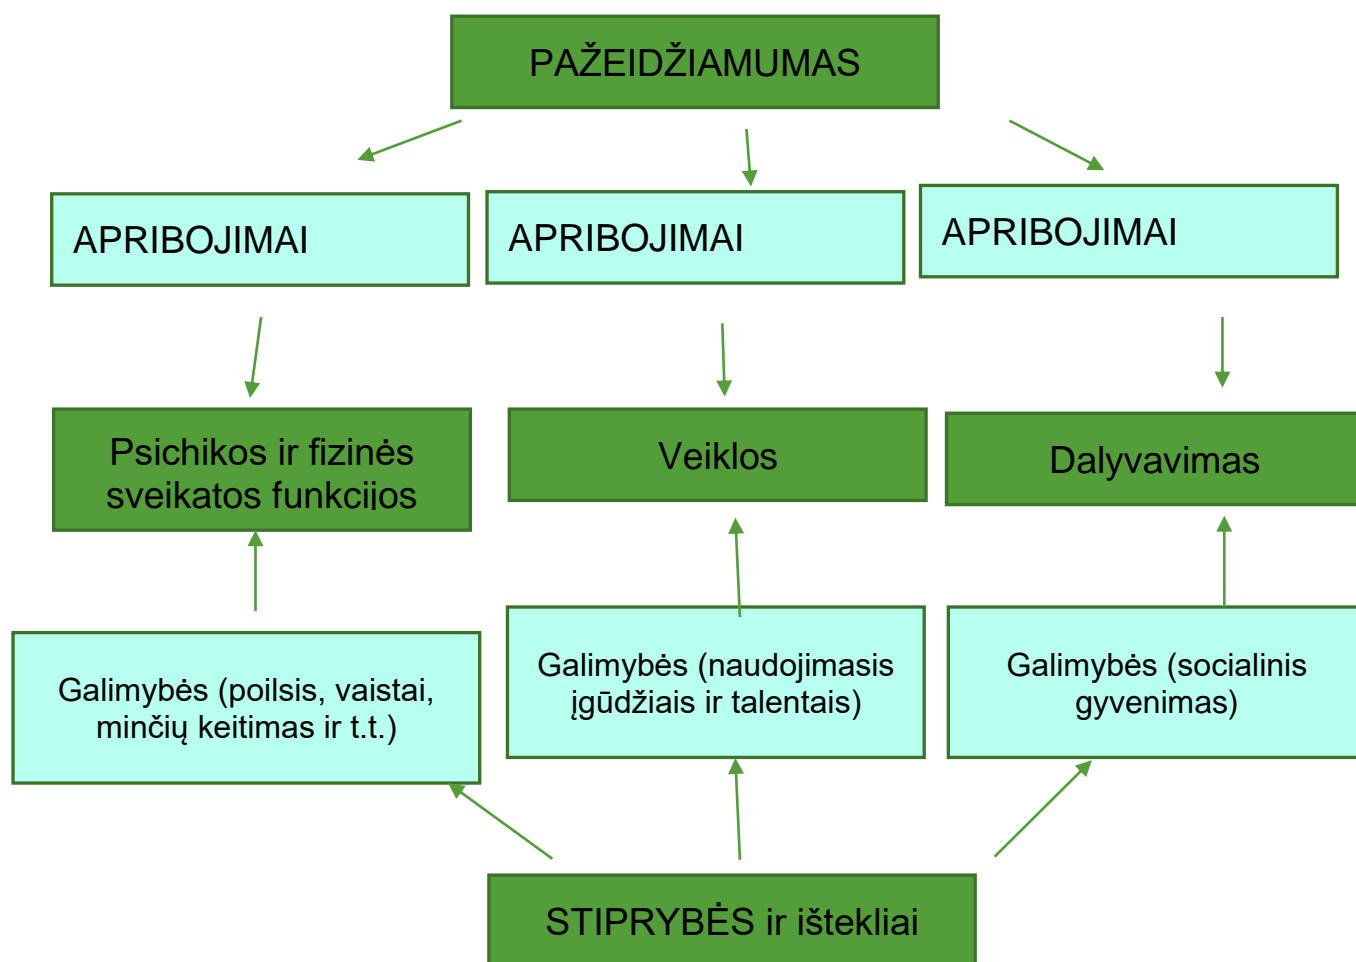 PAŽEIDŽIAMUMAS
APRIBOJIMAI
APRIBOJIMAI
APRIBOJIMAI
Psichikos ir fizinės
sveikatos funkcijos
Veiklos
Dalyvavimas
Galimybės (poilsis, vaistai,
minčių keitimas ir t.t.)
Galimybės (naudojimasis
įgūdžiais ir talentais)
Galimybės (socialinis
gyvenimas)
STIPRYBĖS ir ištekliai